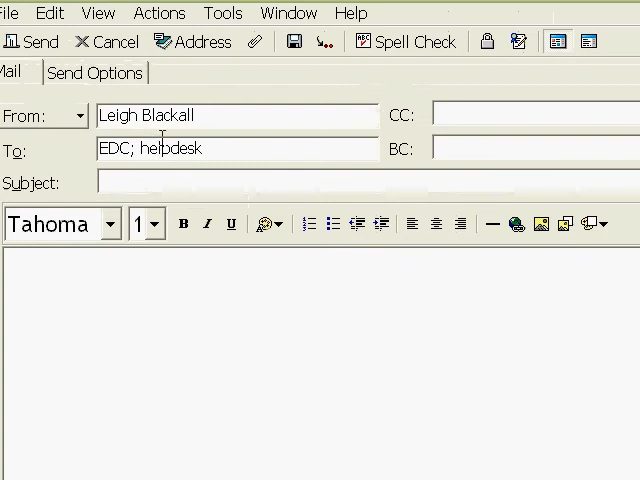 File Edit View Actions Tools Window Help
Send Cancel Address ABC Spell Check
Mail Send Options
From: Leigh Blackall CC:
To: EDC; helpdesk BC:
Subject:
Tahoma 1 B I U